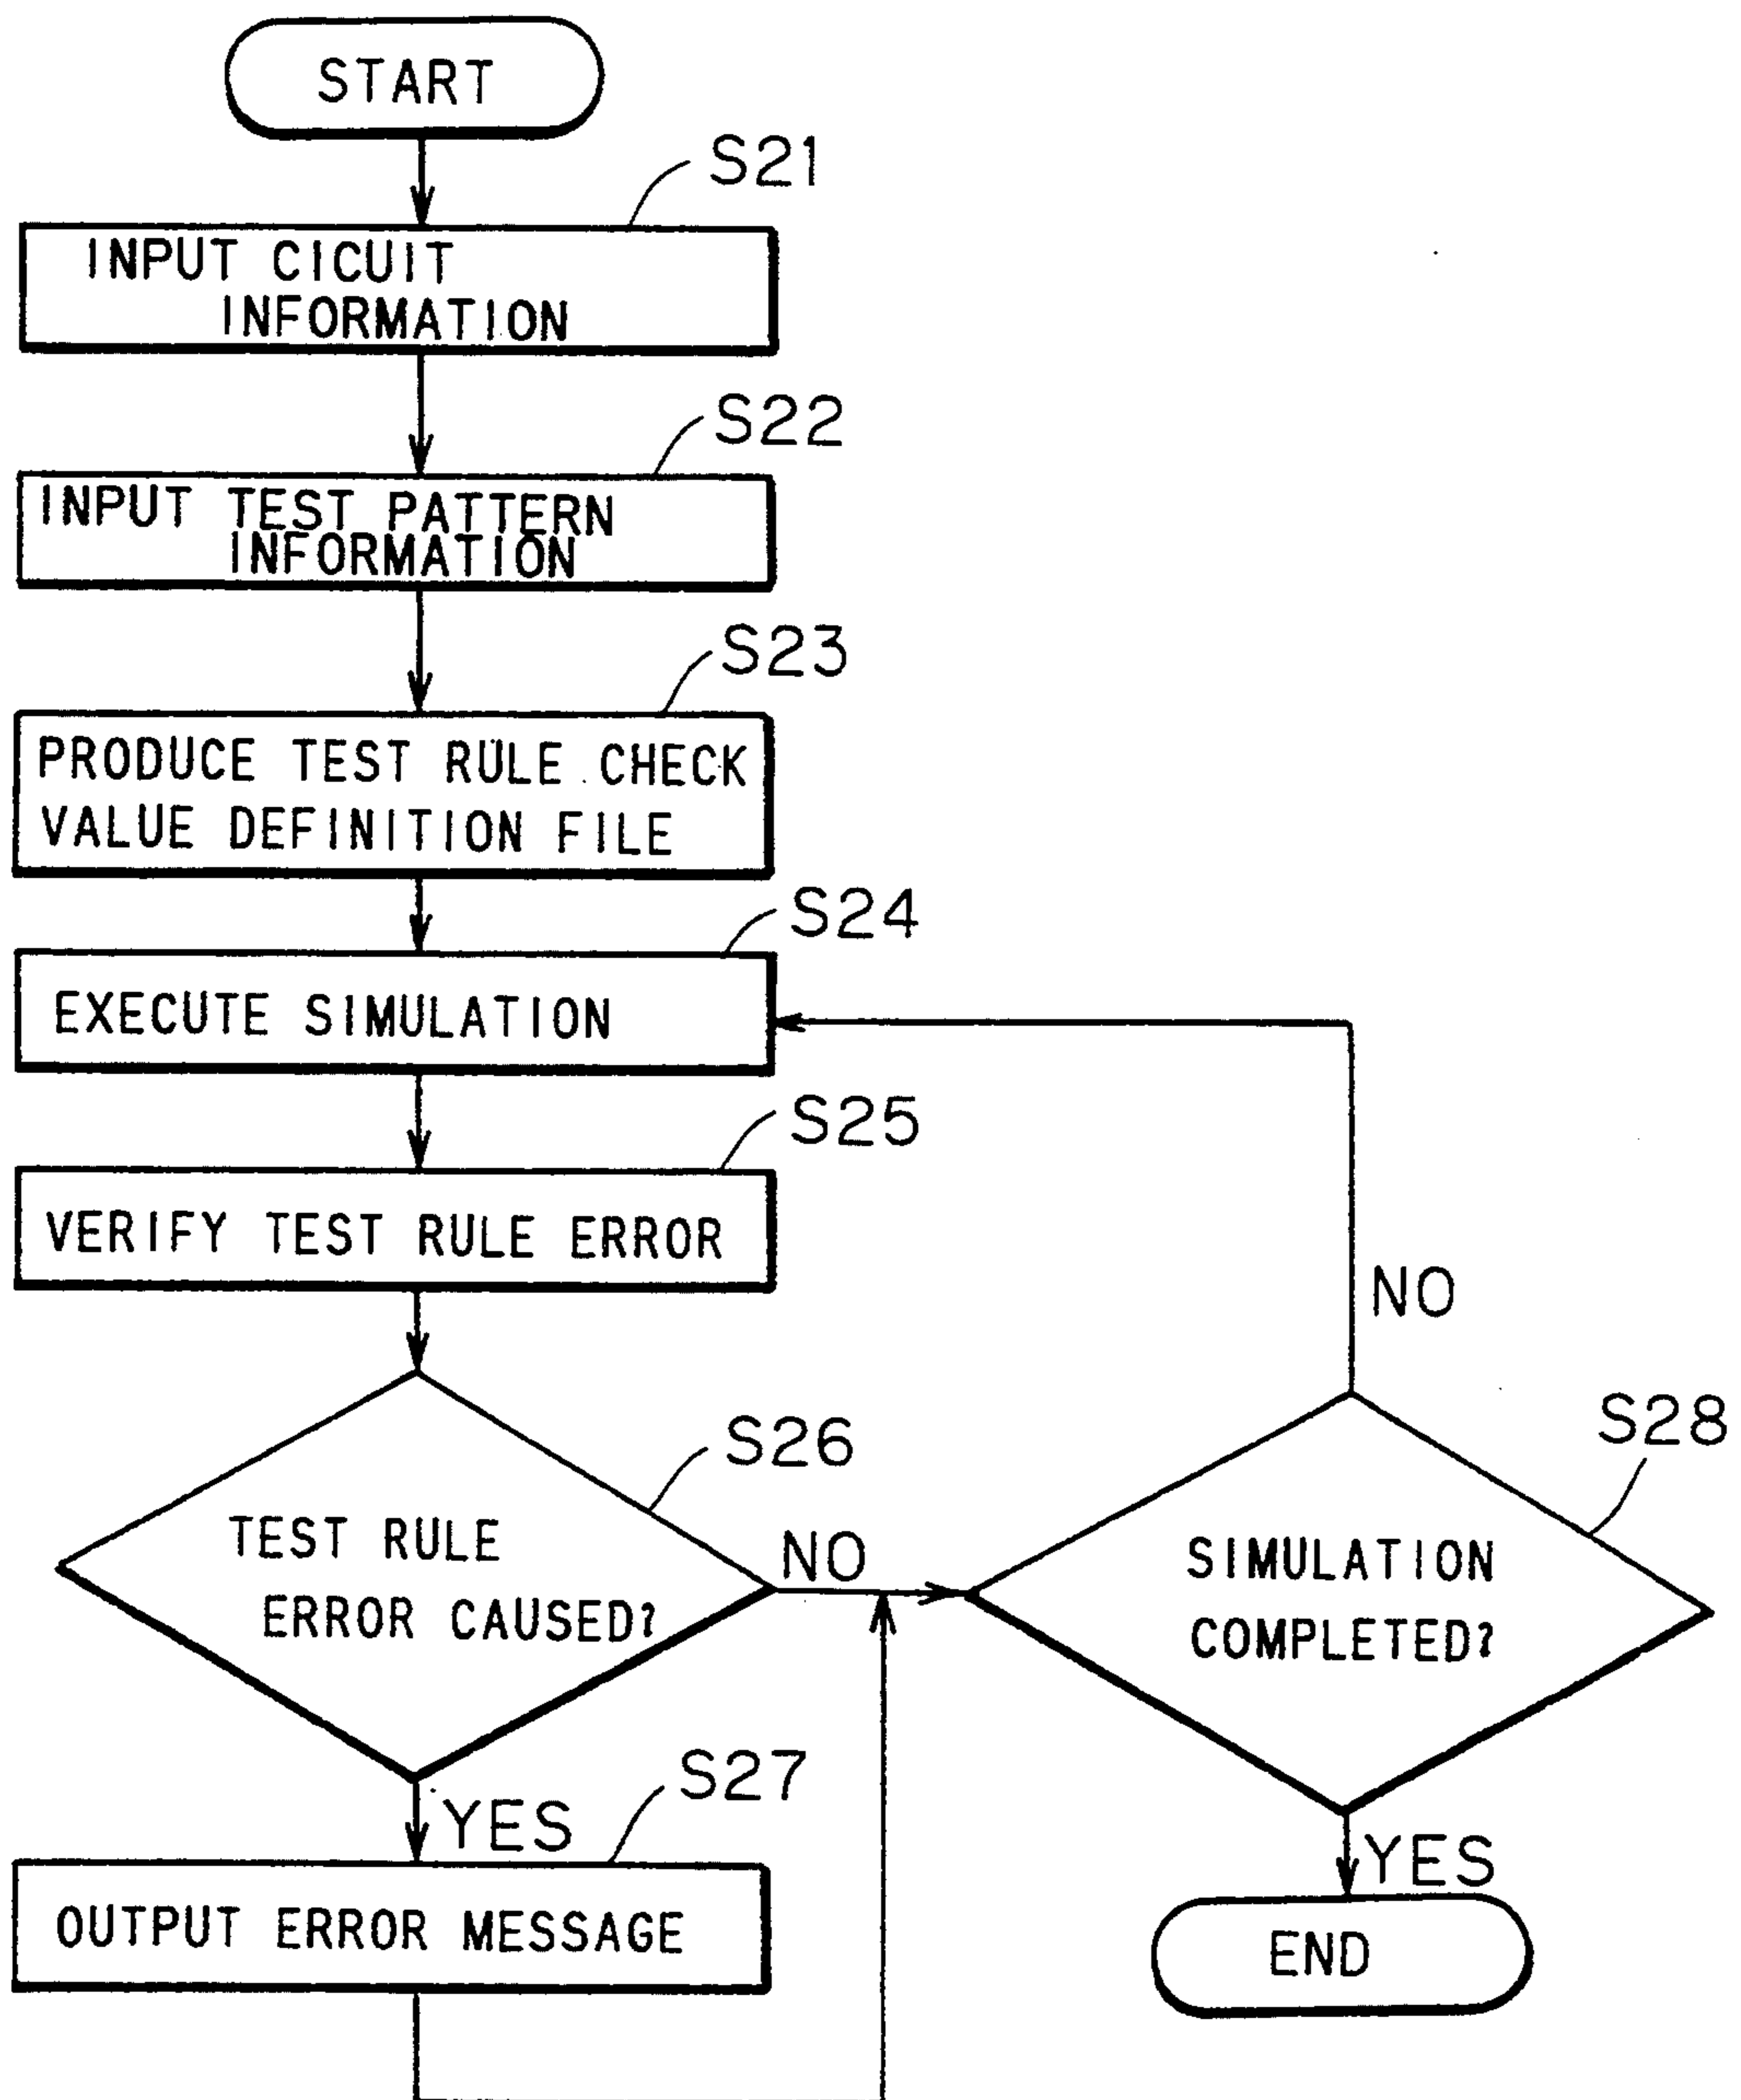 START
S21
INPUT CICUIT
INFORMATION
S22
INPUT TEST PATTERN
INFORMATION
S23
PRODUCE TEST RULE CHECK
VALUE DEFINITION FILE
S24
EXECUTE SIMULATION
S25
VERIFY TEST RULE ERROR
S26
TEST RULE
ERROR CAUSED?
NO
YES
S27
OUTPUT ERROR MESSAGE
S28
SIMULATION
COMPLETED?
NO
YES
END